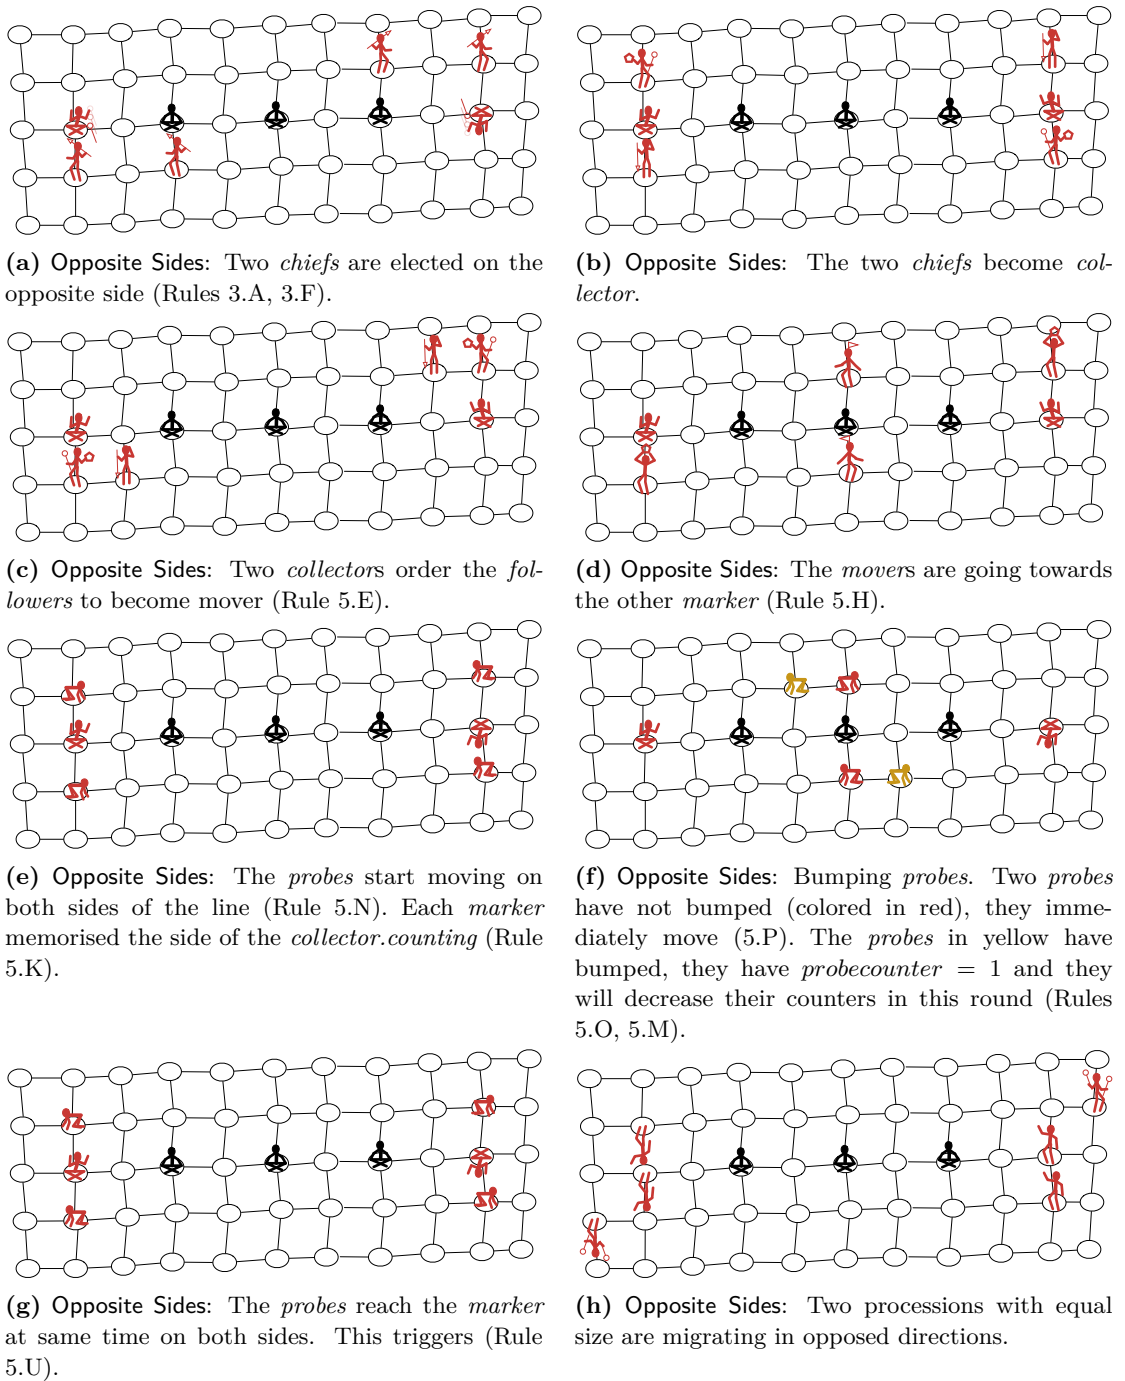 (a) Opposite Sides: Two chiefs are elected on the
opposite side (Rules 3.A, 3.F).
(b) Opposite Sides: The two chiefs become col-
lector.
(c) Opposite Sides: Two collectors order the fol-
lowers to become mover (Rule 5.E).
(d) Opposite Sides: The movers are going towards
the other marker (Rule 5.H).
(e) Opposite Sides: The probes start moving on
both sides of the line (Rule 5.N). Each marker
memorised the side of the collector.counting (Rule
5.K).
(f) Opposite Sides: Bumping probes. Two probes
have not bumped (colored in red), they imme-
diately move (5.P). The probes in yellow have
bumped, they have probecounter = 1 and they
will decrease their counters in this round (Rules
5.O, 5.M).
(g) Opposite Sides: The probes reach the marker
at same time on both sides. This triggers (Rule
5.U).
(h) Opposite Sides: Two processions with equal
size are migrating in opposed directions.